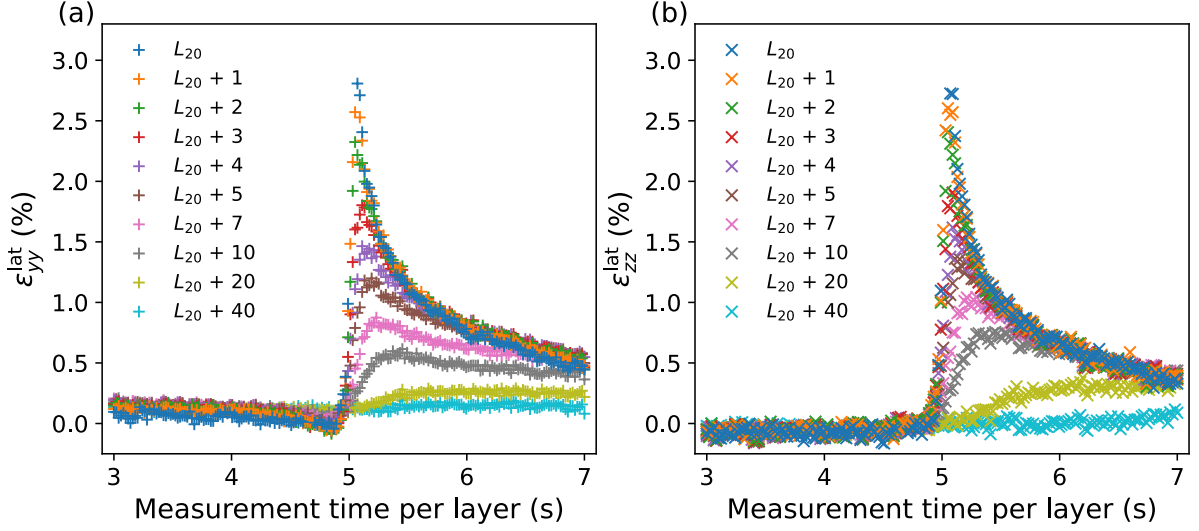 (a)
ε_yy^lat (%)
3.0
2.5
2.0
1.5
1.0
0.5
0.0
L₂₀
L₂₀ + 1
L₂₀ + 2
L₂₀ + 3
L₂₀ + 4
L₂₀ + 5
L₂₀ + 7
L₂₀ + 10
L₂₀ + 20
L₂₀ + 40
3 4 5 6 7
Measurement time per layer (s)
(b)
ε_zz^lat (%)
3.0
2.5
2.0
1.5
1.0
0.5
0.0
L₂₀
L₂₀ + 1
L₂₀ + 2
L₂₀ + 3
L₂₀ + 4
L₂₀ + 5
L₂₀ + 7
L₂₀ + 10
L₂₀ + 20
L₂₀ + 40
3 4 5 6 7
Measurement time per layer (s)